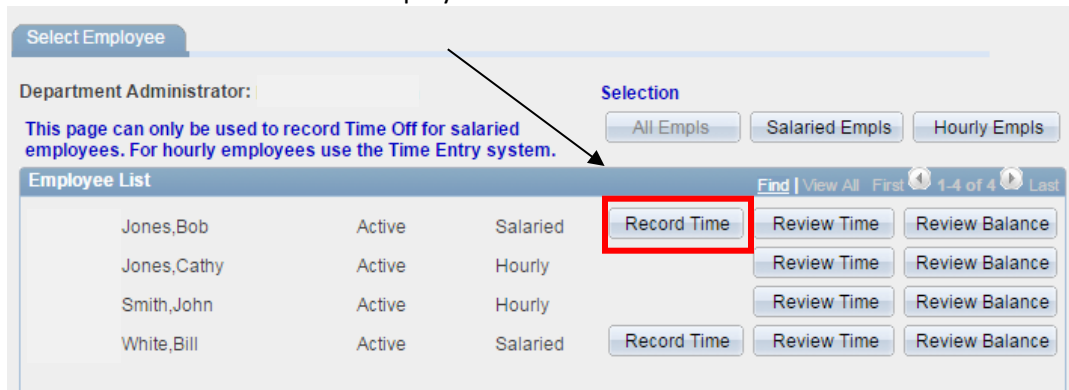 Select Employee
Department Administrator:
Selection
This page can only be used to record Time Off for salaried
employees. For hourly employees use the Time Entry system.
All Empls Salaried Empls Hourly Empls
Employee List Find | View All First 1-4 of 4 Last
Jones,Bob Active Salaried Record Time Review Time Review Balance
Jones,Cathy Active Hourly Review Time Review Balance
Smith,John Active Hourly Review Time Review Balance
White,Bill Active Salaried Record Time Review Time Review Balance